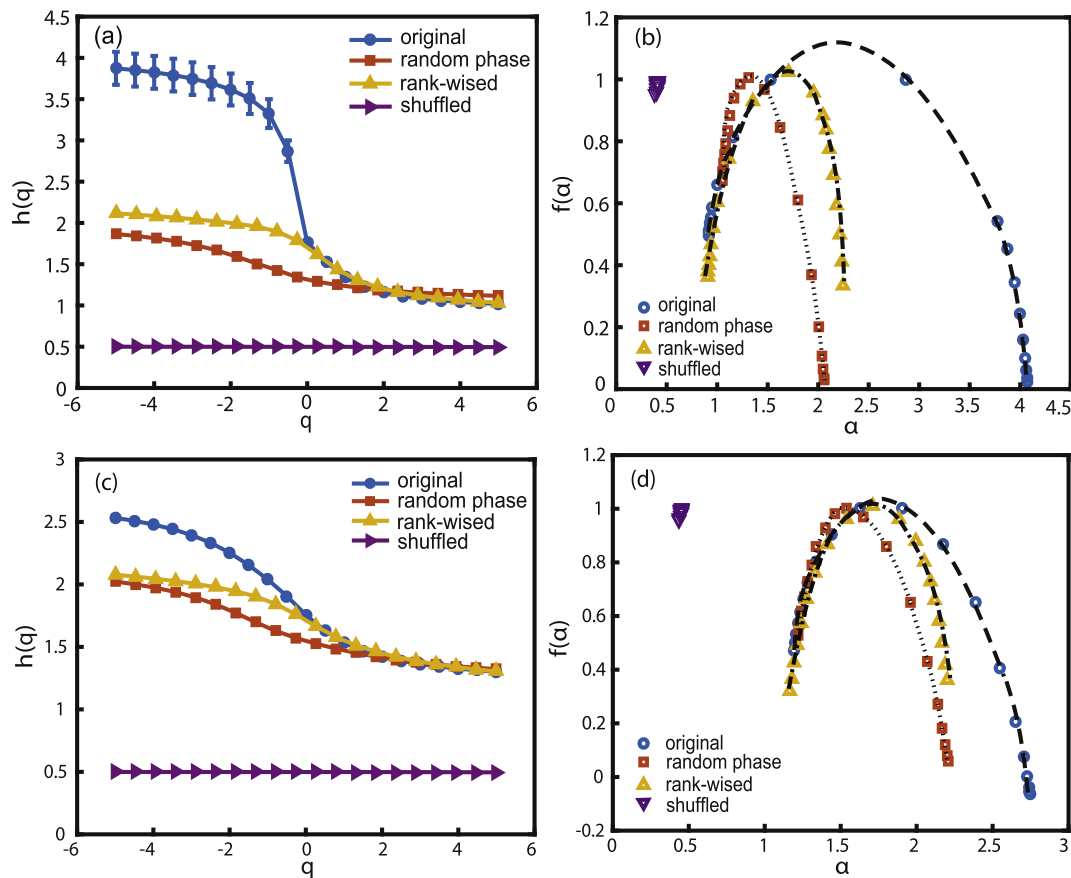 (a)
original
random phase
rank-wised
shuffled
h(q)
4.5
4
3.5
3
2.5
2
1.5
1
0.5
0
-6
-4
-2
0
2
4
6
q
(b)
f(α)
1.2
1
0.8
0.6
0.4
0.2
0
original
random phase
rank-wised
shuffled
0
0.5
1
1.5
2
2.5
3
3.5
4
4.5
α
(c)
original
random phase
rank-wised
shuffled
h(q)
3
2.5
2
1.5
1
0.5
0
-6
-4
-2
0
2
4
6
q
(d)
f(α)
1.2
1
0.8
0.6
0.4
0.2
0
-0.2
original
random phase
rank-wised
shuffled
0
0.5
1
1.5
2
2.5
3
α